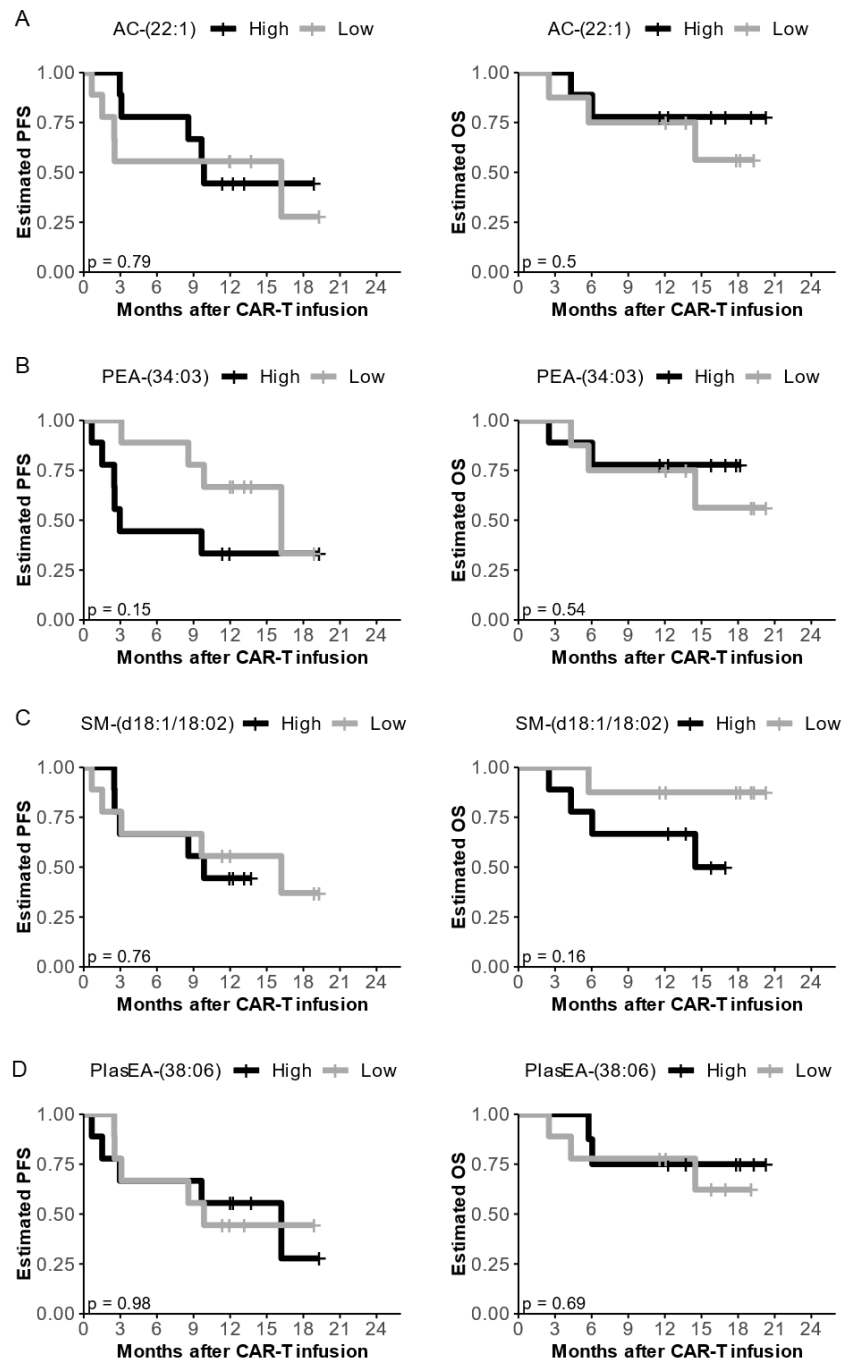 A
AC-(22:1) High Low
AC-(22:1) High Low
Estimated PFS
1.00
0.75
0.50
0.25
0.00
p = 0.79
0 3 6 9 12 15 18 21 24
Months after CAR-T infusion
Estimated OS
1.00
0.75
0.50
0.25
0.00
p = 0.5
0 3 6 9 12 15 18 21 24
Months after CAR-T infusion
B
PEA-(34:03) High Low
PEA-(34:03) High Low
Estimated PFS
1.00
0.75
0.50
0.25
0.00
p = 0.15
0 3 6 9 12 15 18 21 24
Months after CAR-T infusion
Estimated OS
1.00
0.75
0.50
0.25
0.00
p = 0.54
0 3 6 9 12 15 18 21 24
Months after CAR-T infusion
C
SM-(d18:1/18:02) High Low
SM-(d18:1/18:02) High Low
Estimated PFS
1.00
0.75
0.50
0.25
0.00
p = 0.76
0 3 6 9 12 15 18 21 24
Months after CAR-T infusion
Estimated OS
1.00
0.75
0.50
0.25
0.00
p = 0.16
0 3 6 9 12 15 18 21 24
Months after CAR-T infusion
D
PlasEA-(38:06) High Low
PlasEA-(38:06) High Low
Estimated PFS
1.00
0.75
0.50
0.25
0.00
p = 0.98
0 3 6 9 12 15 18 21 24
Months after CAR-T infusion
Estimated OS
1.00
0.75
0.50
0.25
0.00
p = 0.69
0 3 6 9 12 15 18 21 24
Months after CAR-T infusion